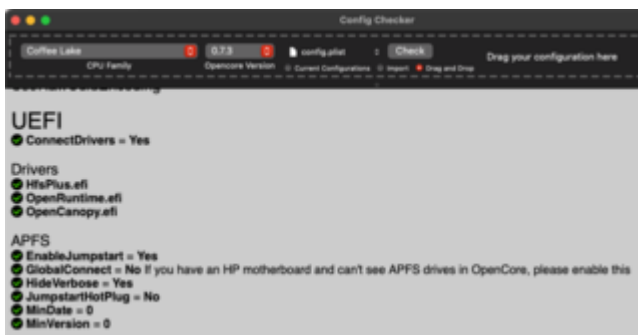 Config Checker
Coffee Lake
0.7.3
config.plist
Check
Drag your configuration here
CPU Family
Opencore Version
Current Configurations
Import
Drag and Drop
UEFI
ConnectDrivers = Yes
Drivers
HfsPlus.efi
OpenRuntime.efi
OpenCanopy.efi
APFS
EnableJumpstart = Yes
GlobalConnect = No If you have an HP motherboard and can't see APFS drives in OpenCore, please enable this
HideVerbose = Yes
JumpstartHotPlug = No
MinDate = 0
MinVersion = 0